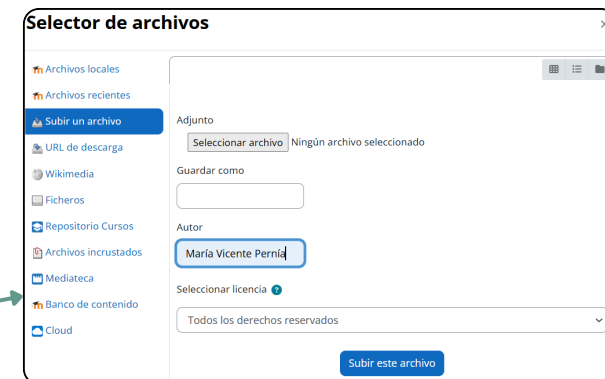 Selector de archivos
Archivos locales
Archivos recientes
Subir un archivo
URL de descarga
Wikimedia
Ficheros
Repositorio Cursos
Archivos incrustados
Mediateca
Banco de contenido
Cloud
Adjunto
Seleccionar archivo Ningún archivo seleccionado
Guardar como
Autor
María Vicente Pernía
Seleccionar licencia ?
Todos los derechos reservados
Subir este archivo